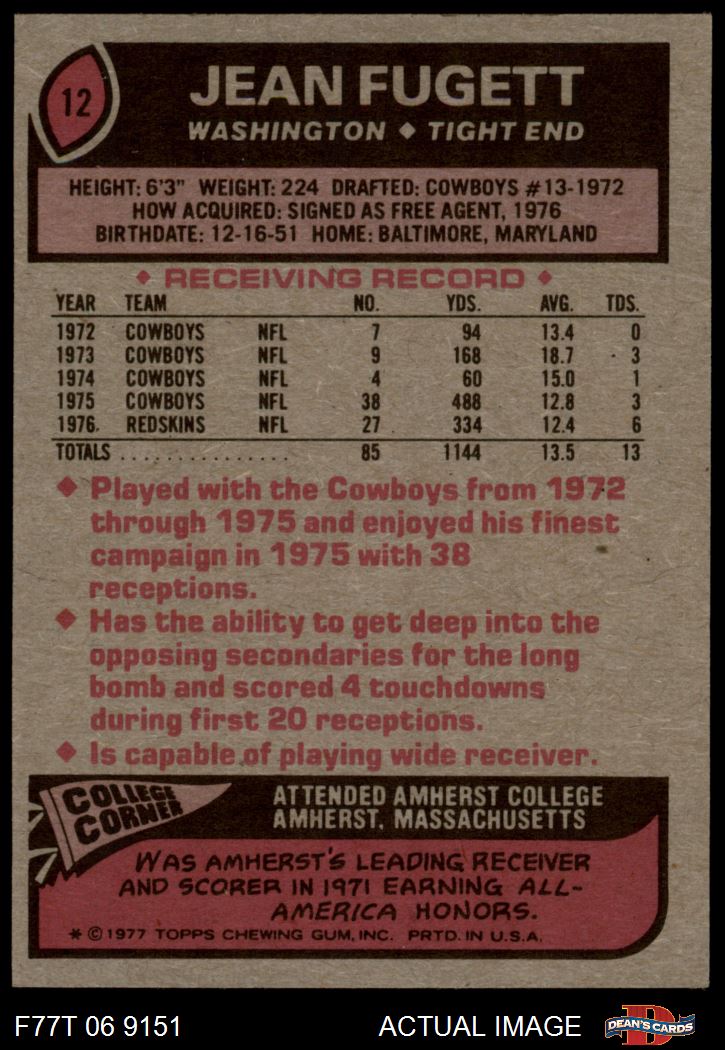 12
JEAN FUGETT
WASHINGTON ◆ TIGHT END
HEIGHT: 6'3" WEIGHT: 224 DRAFTED: COWBOYS #13-1972
HOW ACQUIRED: SIGNED AS FREE AGENT, 1976
BIRTHDATE: 12-16-51 HOME: BALTIMORE, MARYLAND
◆ RECEIVING RECORD ◆
YEAR TEAM NO. YDS. AVG. TDS.
1972 COWBOYS NFL 7 94 13.4 0
1973 COWBOYS NFL 9 168 18.7 3
1974 COWBOYS NFL 4 60 15.0 1
1975 COWBOYS NFL 38 488 12.8 3
1976 REDSKINS NFL 27 334 12.4 6
TOTALS ............... 85 1144 13.5 13
◆ Played with the Cowboys from 1972
through 1975 and enjoyed his finest
campaign in 1975 with 38
receptions.
◆ Has the ability to get deep into the
opposing secondaries for the long
bomb and scored 4 touchdowns
during first 20 receptions.
◆ Is capable of playing wide receiver.
COLLEGE
CORNER
ATTENDED AMHERST COLLEGE
AMHERST, MASSACHUSETTS
WAS AMHERST'S LEADING RECEIVER
AND SCORER IN 1971 EARNING ALL-
AMERICA HONORS.
* © 1977 TOPPS CHEWING GUM, INC. PRTD. IN U.S.A.
F77T 06 9151 ACTUAL IMAGE
D
DEAN'S CARDS